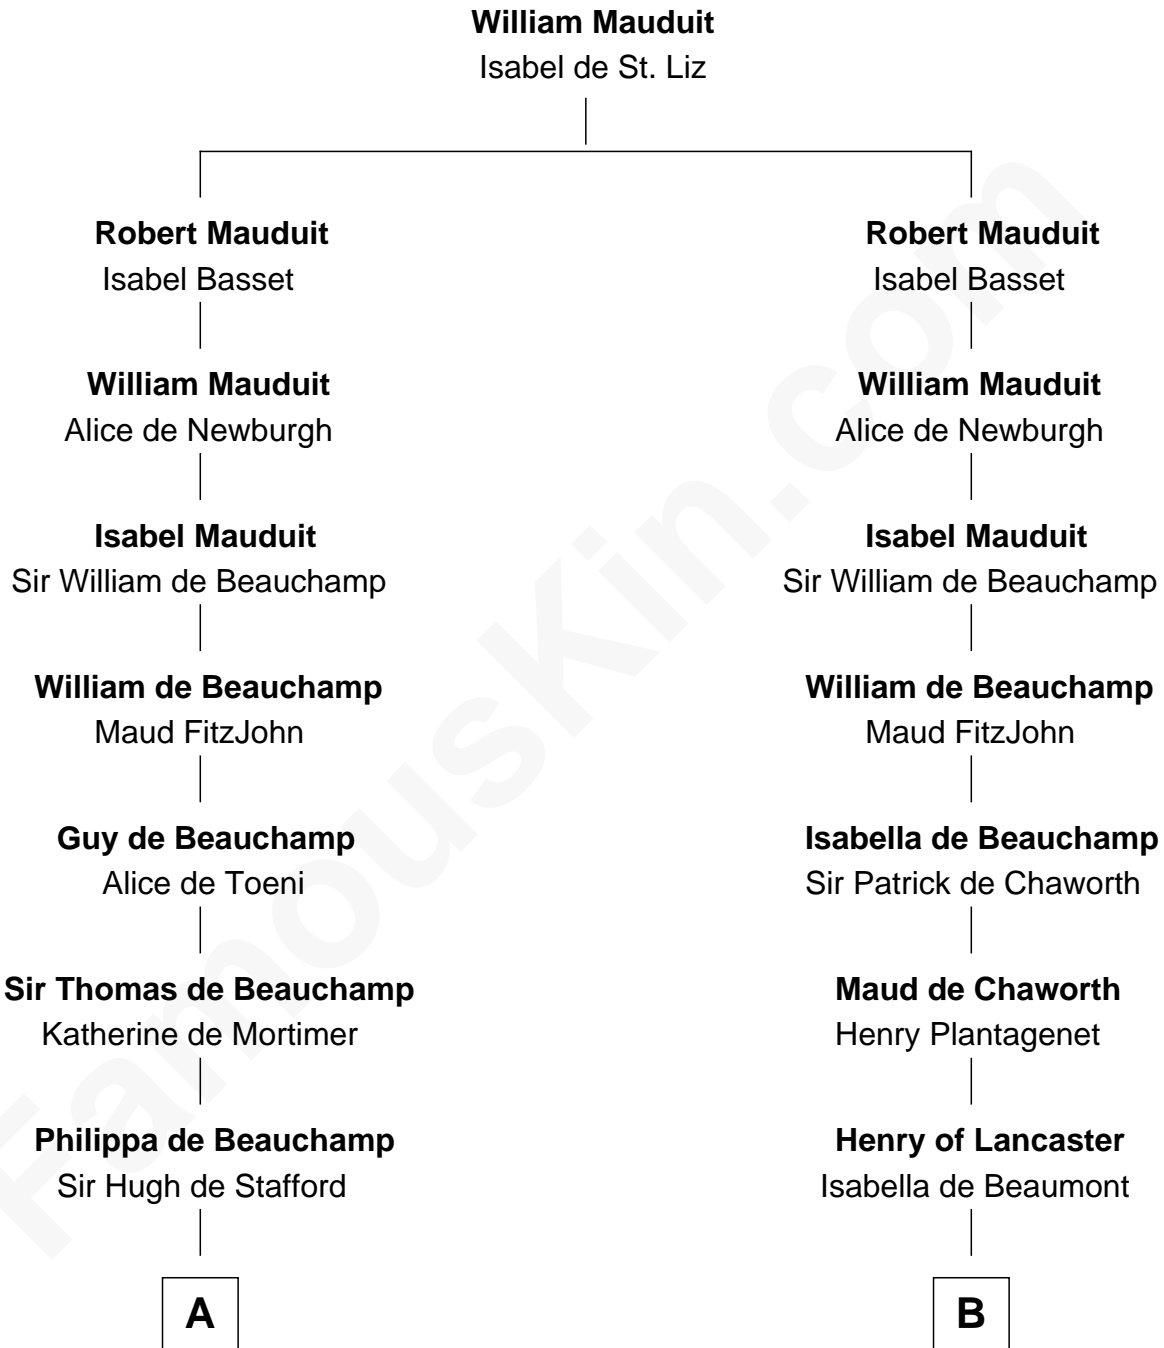 William Mauduit
Isabel de St. Liz
Robert Mauduit
Isabel Basset
William Mauduit
Alice de Newburgh
Isabel Mauduit
Sir William de Beauchamp
William de Beauchamp
Maud FitzJohn
Guy de Beauchamp
Alice de Toeni
Sir Thomas de Beauchamp
Katherine de Mortimer
Philippa de Beauchamp
Sir Hugh de Stafford
A
Robert Mauduit
Isabel Basset
William Mauduit
Alice de Newburgh
Isabel Mauduit
Sir William de Beauchamp
William de Beauchamp
Maud FitzJohn
Isabella de Beauchamp
Sir Patrick de Chaworth
Maud de Chaworth
Henry Plantagenet
Henry of Lancaster
Isabella de Beaumont
B
FamousKin.com